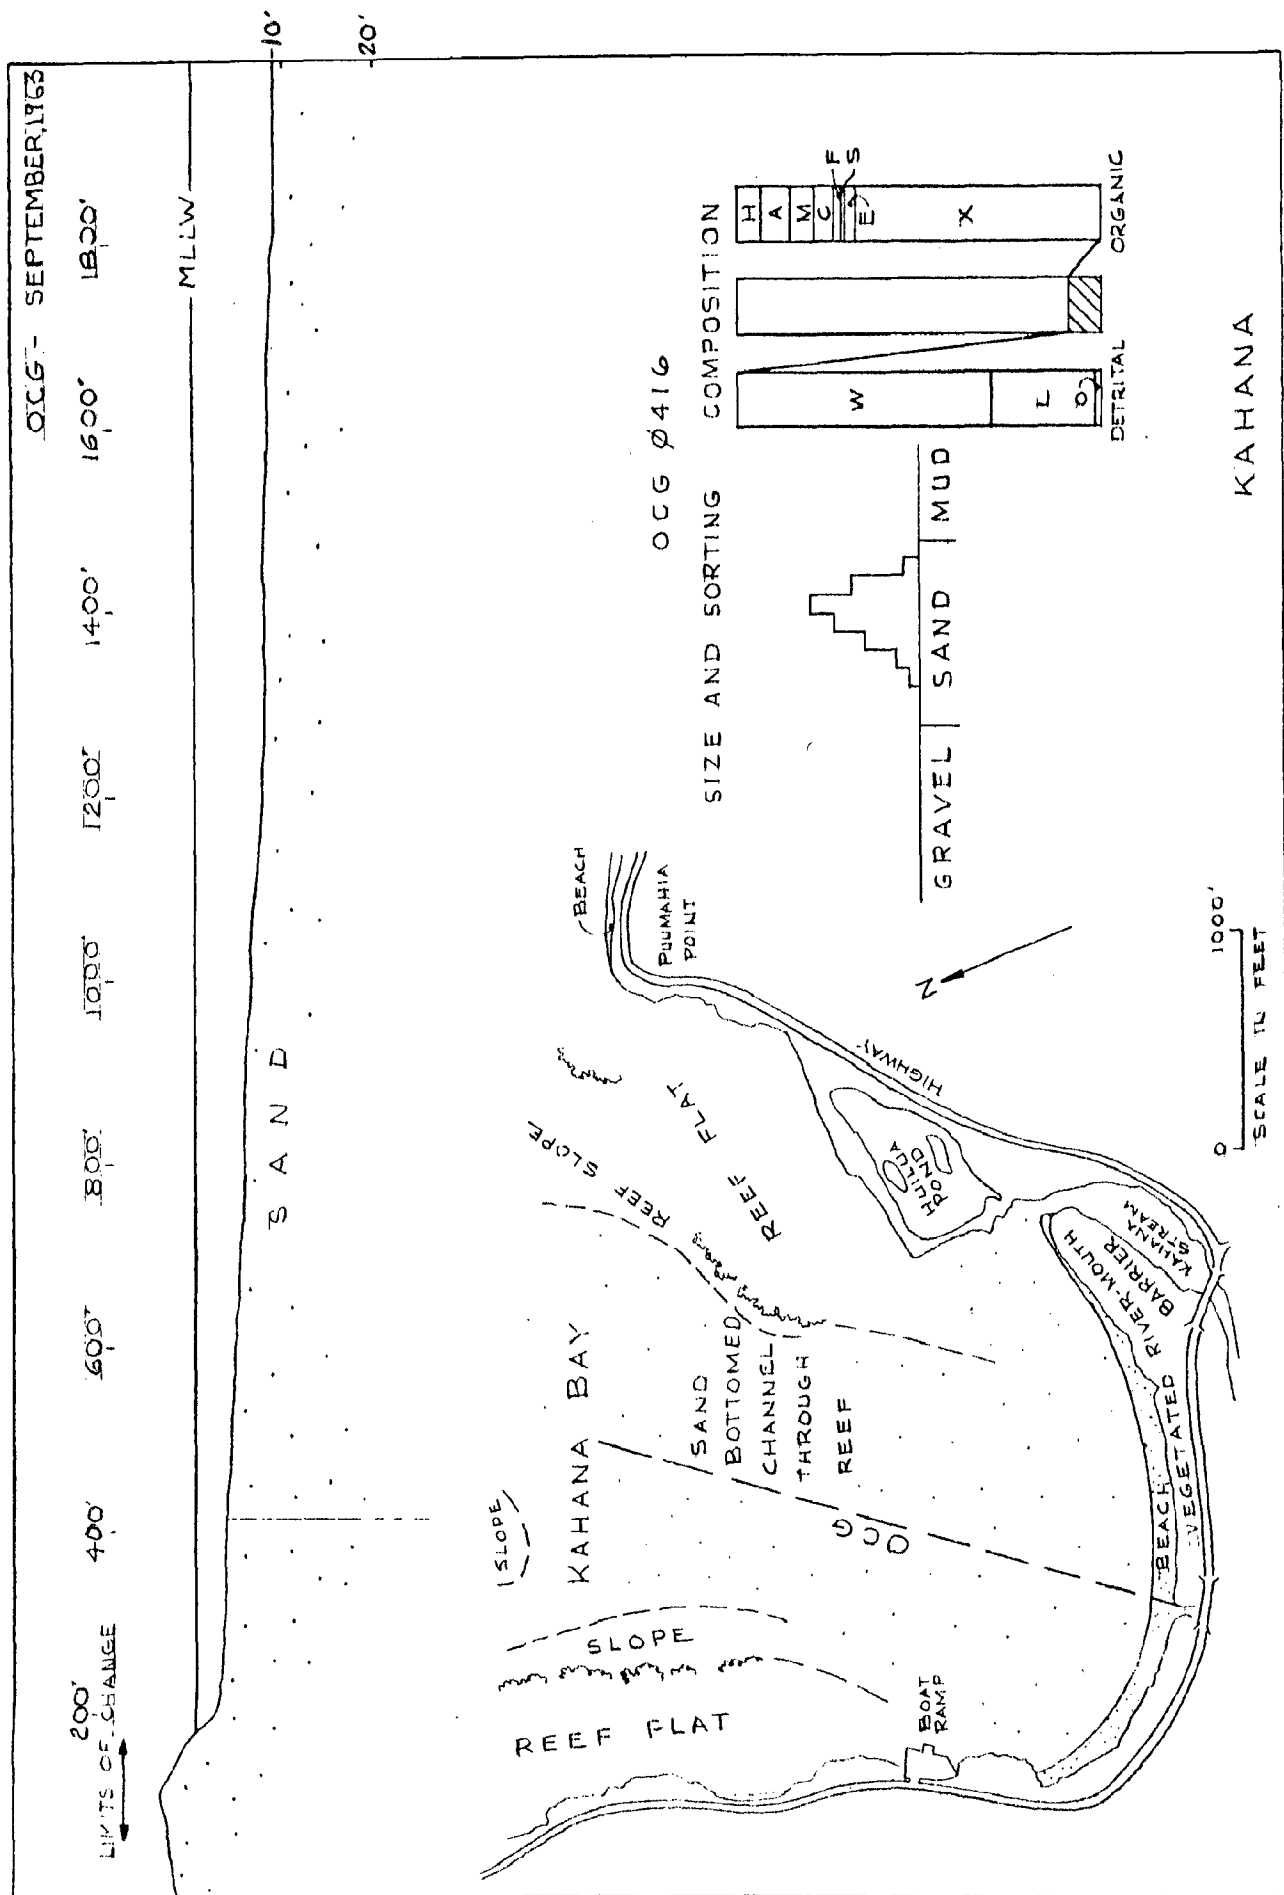 OCG - SEPTEMBER, 1963
LIMITS OF CHANGE
200'
400'
600'
800'
1000'
1200'
1400'
1600'
1800'
MLLW
10'
20'
SAND
SLOPE
REEF FLAT
SLOPE
KAHANA BAY
SAND
BOTTOMED
CHANNEL
THROUGH
REEF
OCG
REEF SLOPE
REEF FLAT
BEACH
PUUMAHIA
POINT
HIGHWAY
HUILUA
POND
KAHANA
STREAM
RIVER-MOUTH
BARRIER
BEACH
VEGETATED
BOAT
RAMP
N
0 1000'
SCALE IN FEET
OCG Ø416
SIZE AND SORTING
GRAVEL SAND MUD
COMPOSITION
W
L
O
DETRITAL
H
A
M
C
F
S
E
X
ORGANIC
KAHANA